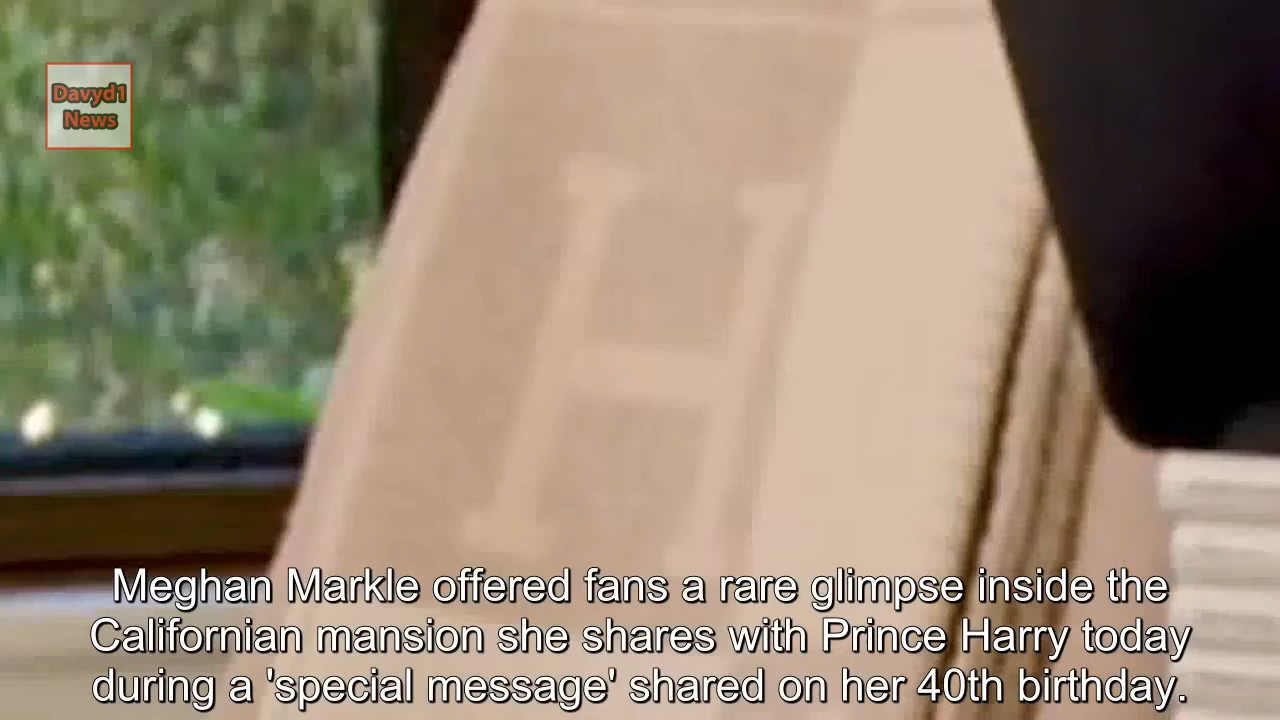 Davyd1
News
H
Meghan Markle offered fans a rare glimpse inside the
Californian mansion she shares with Prince Harry today
during a 'special message' shared on her 40th birthday.